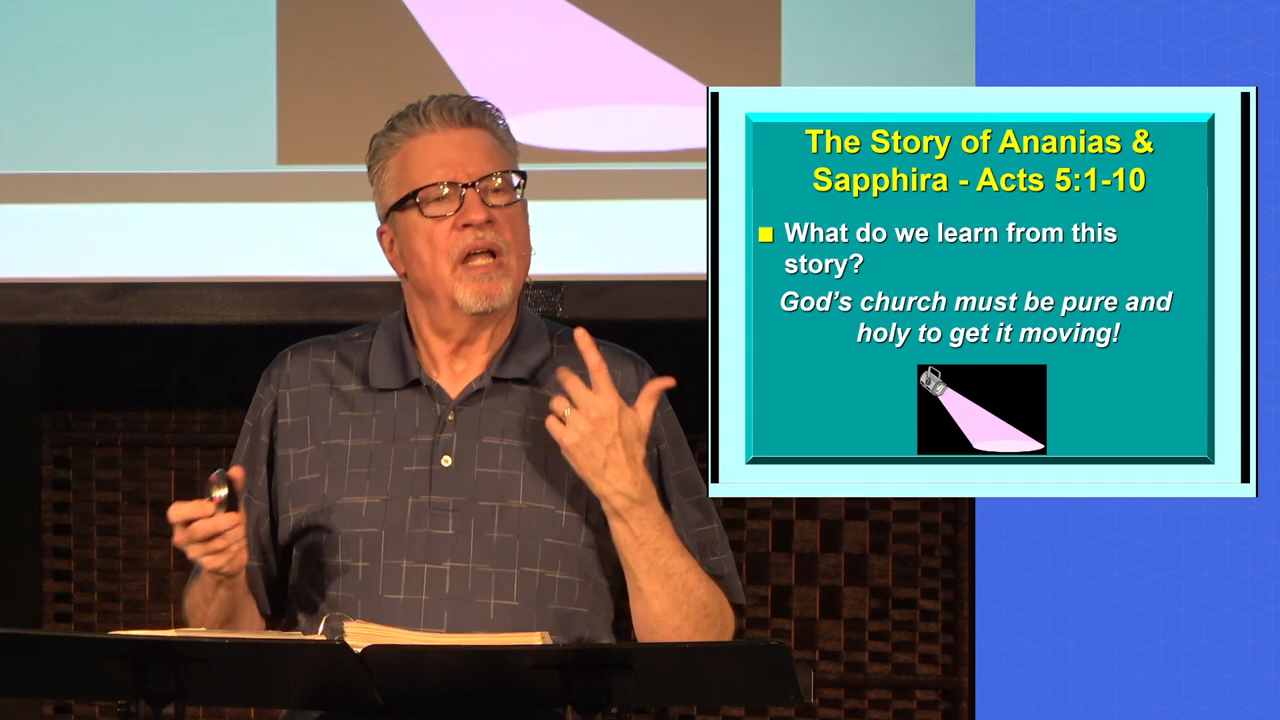 The Story of Ananias &
Sapphira - Acts 5:1-10
What do we learn from this
story?
God's church must be pure and
holy to get it moving!